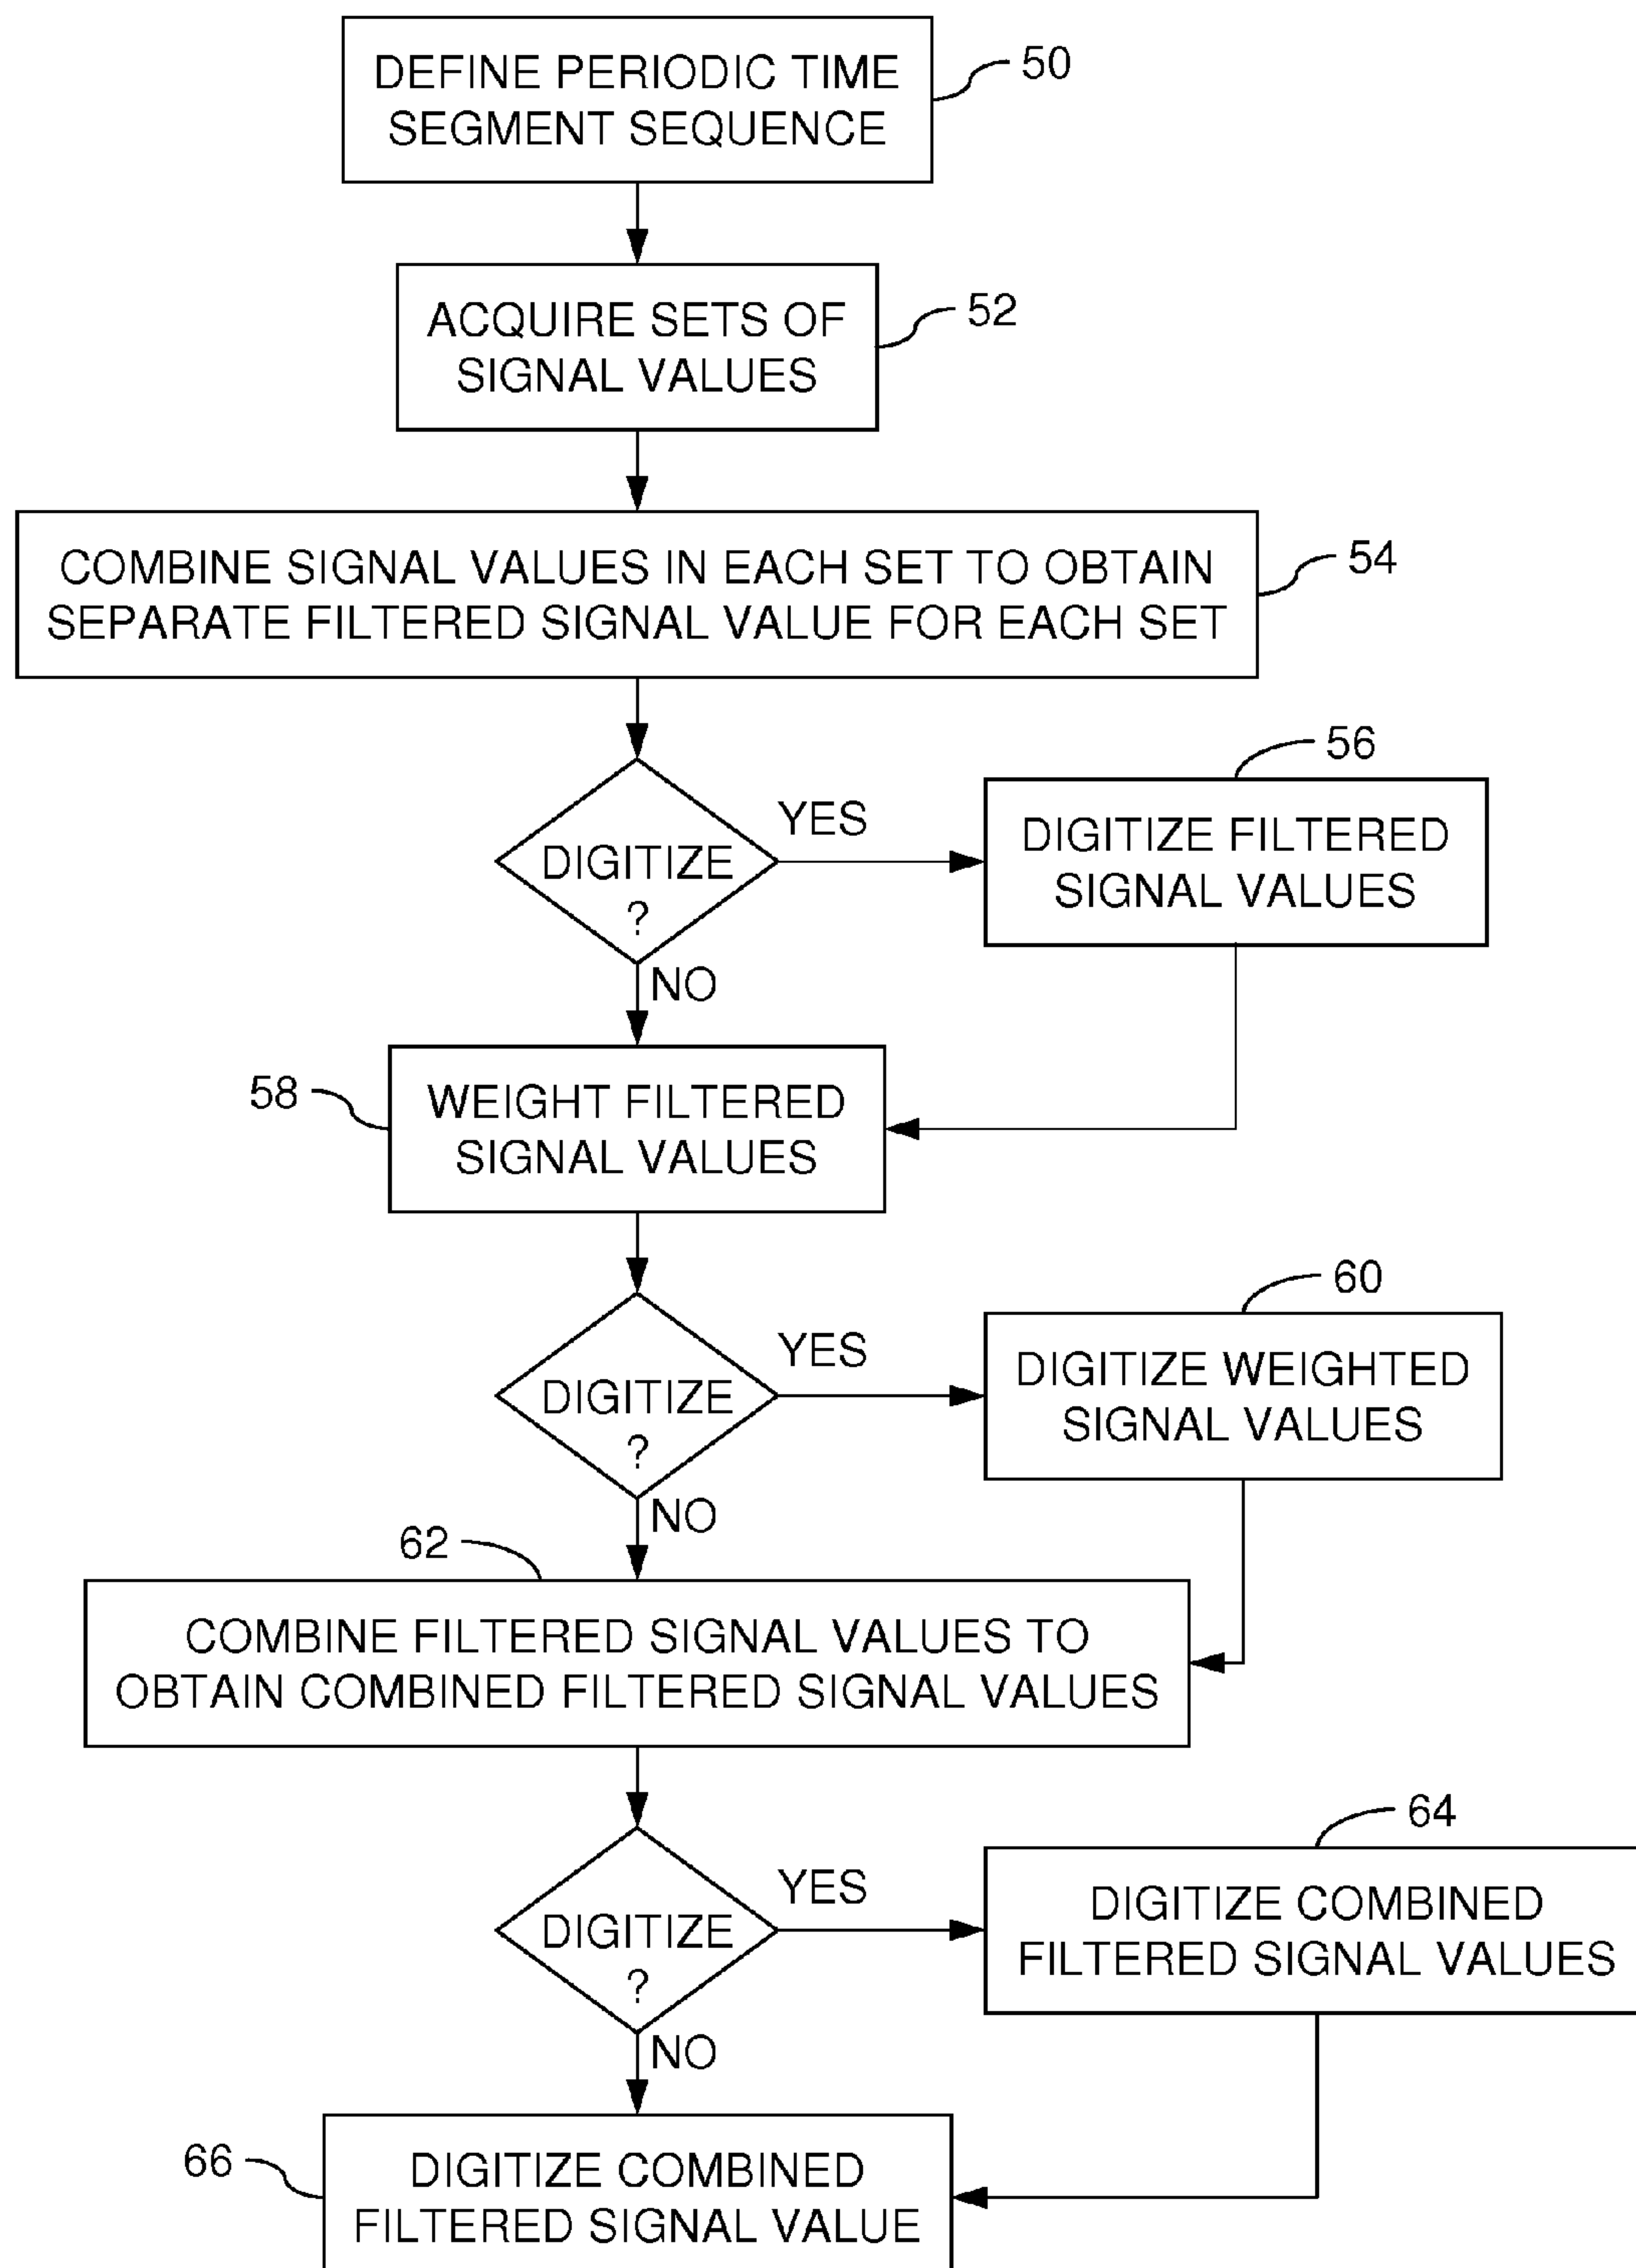 DEFINE PERIODIC TIME
SEGMENT SEQUENCE
50
ACQUIRE SETS OF
SIGNAL VALUES
52
COMBINE SIGNAL VALUES IN EACH SET TO OBTAIN
SEPARATE FILTERED SIGNAL VALUE FOR EACH SET
54
DIGITIZE
?
YES
NO
56
DIGITIZE FILTERED
SIGNAL VALUES
58
WEIGHT FILTERED
SIGNAL VALUES
DIGITIZE
?
YES
NO
60
DIGITIZE WEIGHTED
SIGNAL VALUES
62
COMBINE FILTERED SIGNAL VALUES TO
OBTAIN COMBINED FILTERED SIGNAL VALUES
DIGITIZE
?
YES
NO
64
DIGITIZE COMBINED
FILTERED SIGNAL VALUES
66
DIGITIZE COMBINED
FILTERED SIGNAL VALUE